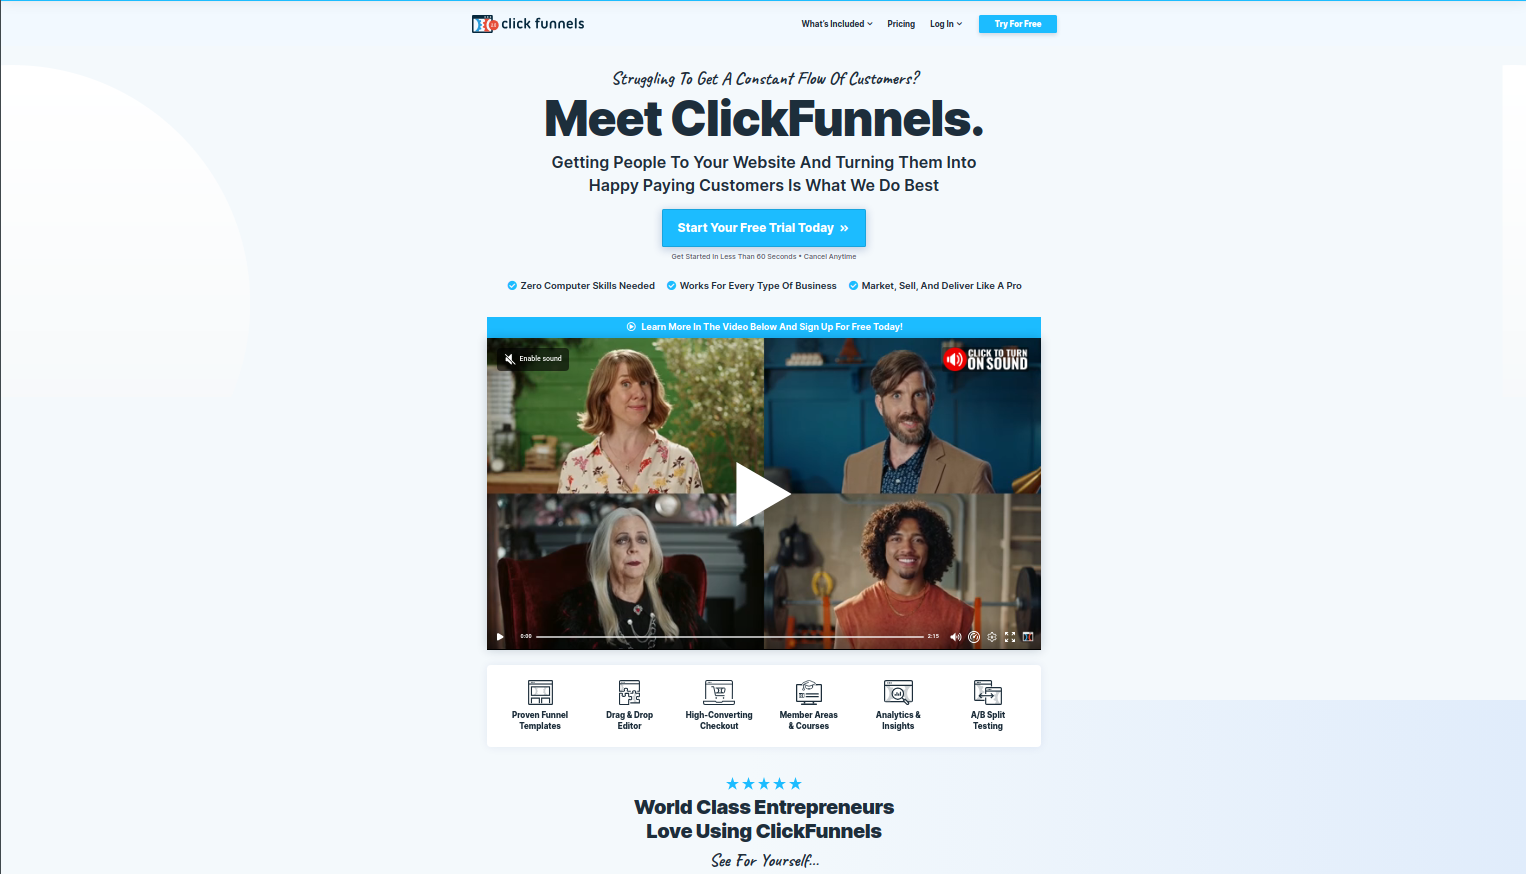 click funnels
What's Included
Pricing
Log In
Try For Free
Struggling To Get A Constant Flow Of Customers?
Meet ClickFunnels.
Getting People To Your Website And Turning Them Into
Happy Paying Customers Is What We Do Best
Start Your Free Trial Today »
Get Started in Less Than 60 Seconds • Cancel Anytime
Zero Computer Skills Needed
Works For Every Type Of Business
Market, Sell, And Deliver Like A Pro
Learn More In The Video Below And Sign Up For Free Today!
Enable sound
CLICK TO TURN
ON SOUND
0:00
2:15
Proven Funnel
Templates
Drag & Drop
Editor
High-Converting
Checkout
Member Areas
& Courses
Analytics &
Insights
A/B Split
Testing
World Class Entrepreneurs
Love Using ClickFunnels
See For Yourself...